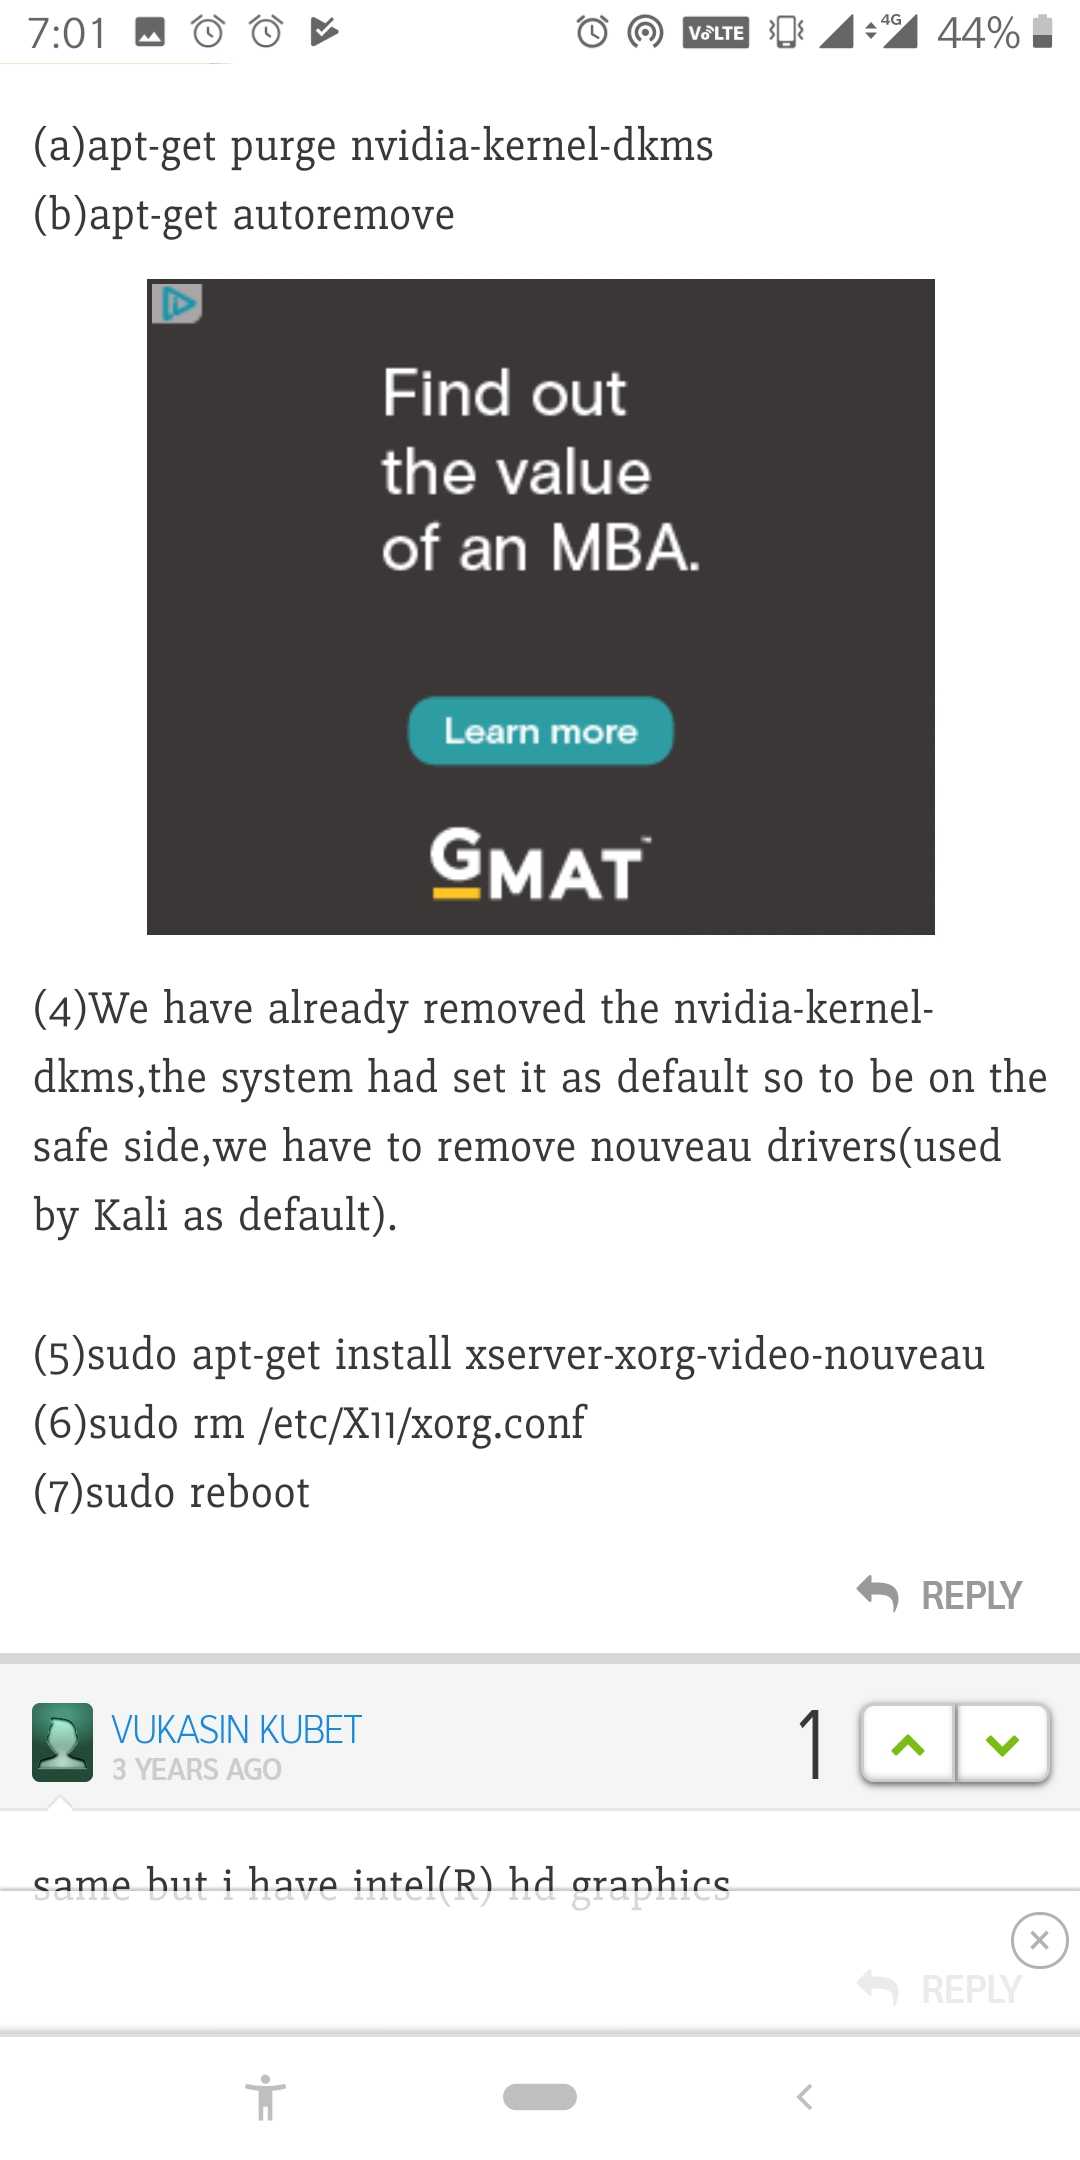 7:01 VoLTE 4G 44%
(a)apt-get purge nvidia-kernel-dkms
(b)apt-get autoremove
Find out
the value
of an MBA.
Learn more
GMAT™
(4)We have already removed the nvidia-kernel-
dkms,the system had set it as default so to be on the
safe side,we have to remove nouveau drivers(used
by Kali as default).
(5)sudo apt-get install xserver-xorg-video-nouveau
(6)sudo rm /etc/X11/xorg.conf
(7)sudo reboot
REPLY
VUKASIN KUBET
3 YEARS AGO
1
same but i have intel(R) hd graphics
REPLY